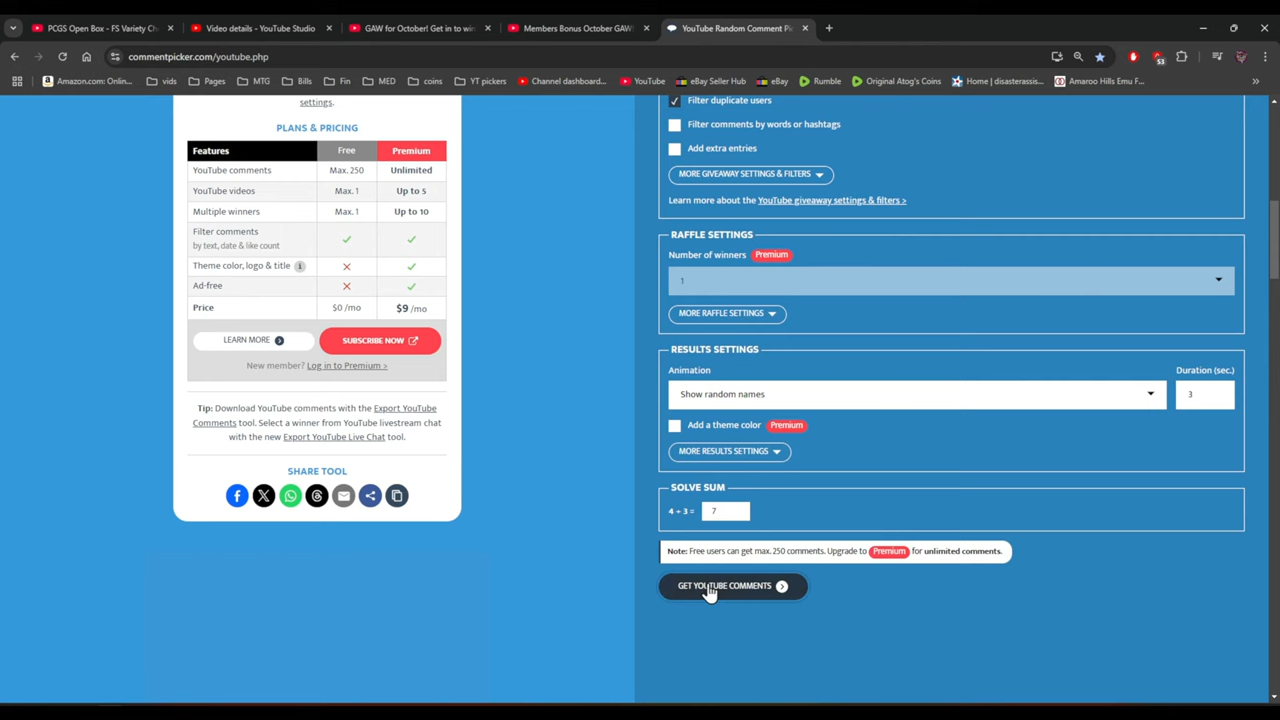 PCGS Open Box - FS Variety Ch
Video details - YouTube Studio
GAW for October! Get in to win
Members Bonus October GAW!
YouTube Random Comment Pi
commentpicker.com/youtube.php
53
Amazon.com: Onlin...
vids
Pages
MTG
Bills
Fin
MED
coins
YT pickers
Channel dashboard...
YouTube
eBay Seller Hub
eBay
Rumble
Original Atog's Coins
Home | disasterassis...
Amaroo Hills Emu F...
settings.
PLANS & PRICING
Features Free Premium
YouTube comments Max. 250 Unlimited
YouTube videos Max. 1 Up to 5
Multiple winners Max. 1 Up to 10
Filter comments
by text, date & like count
Theme color, logo & title i
Ad-free
Price $0 /mo $9 /mo
LEARN MORE
SUBSCRIBE NOW
New member? Log in to Premium >
Tip: Download YouTube comments with the Export YouTube
Comments tool. Select a winner from YouTube livestream chat
with the new Export YouTube Live Chat tool.
SHARE TOOL
Filter duplicate users
Filter comments by words or hashtags
Add extra entries
MORE GIVEAWAY SETTINGS & FILTERS
Learn more about the YouTube giveaway settings & filters >
RAFFLE SETTINGS
Number of winners Premium
1
MORE RAFFLE SETTINGS
RESULTS SETTINGS
Animation Duration (sec.)
Show random names 3
Add a theme color Premium
MORE RESULTS SETTINGS
SOLVE SUM
4 + 3 = 7
Note: Free users can get max. 250 comments. Upgrade to Premium for unlimited comments.
GET YOUTUBE COMMENTS